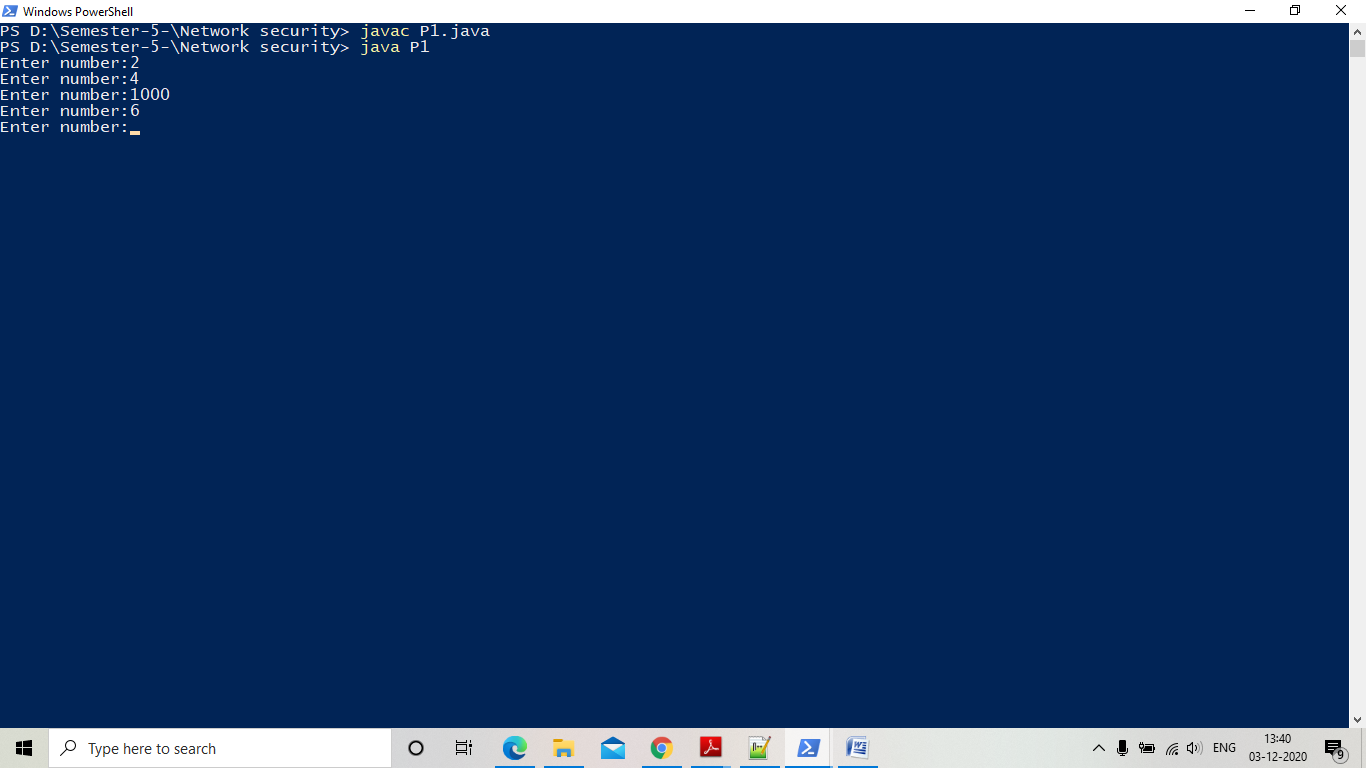 Windows PowerShell
PS D:\Semester-5-\Network security> javac P1.java
PS D:\Semester-5-\Network security> java P1
Enter number:2
Enter number:4
Enter number:1000
Enter number:6
Enter number:
Type here to search
ENG
13:40
03-12-2020
9